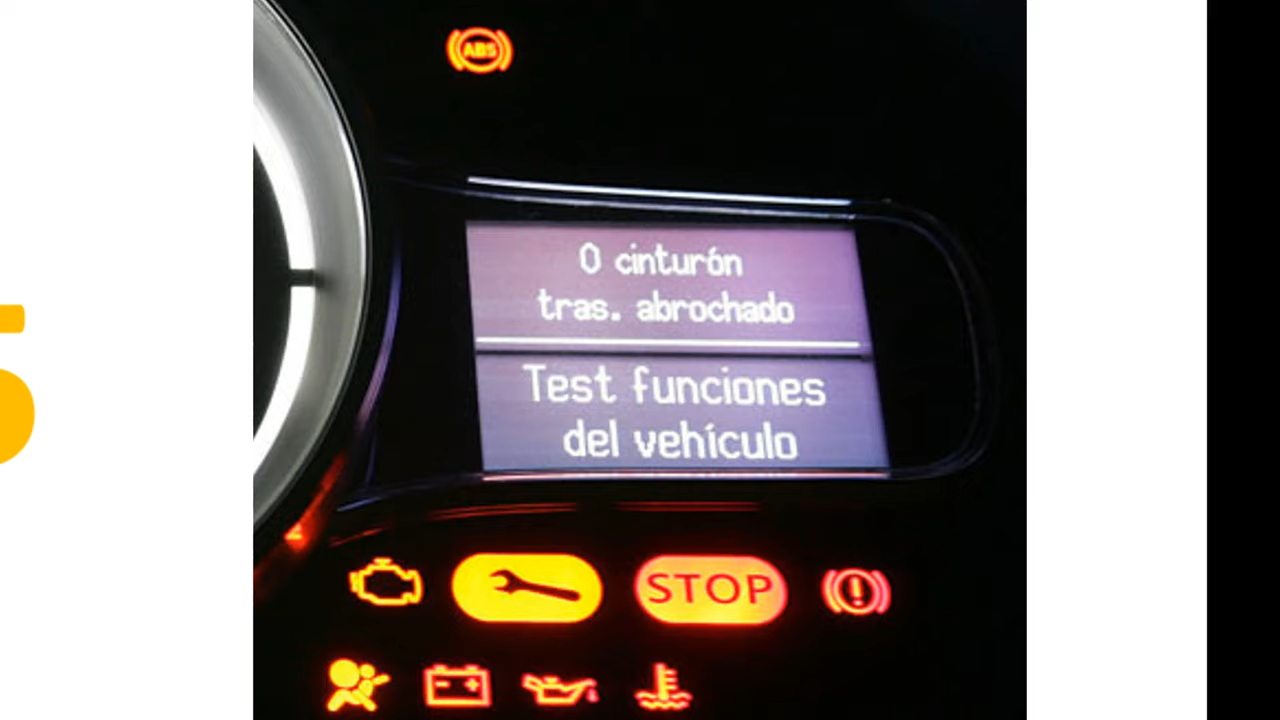 ABS
0 cinturón
tras. abrochado
Test funciones
del vehículo
STOP